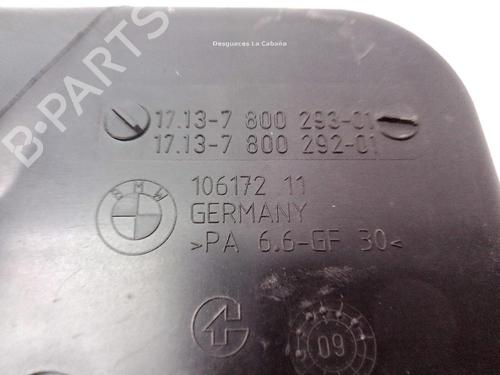 Desguaces La Cabaña
B-PARTS
17.13-7 800 293-01
17.13-7 800 292-01
BMW
106172 11
GERMANY
>PA 6.6-GF 30<
09